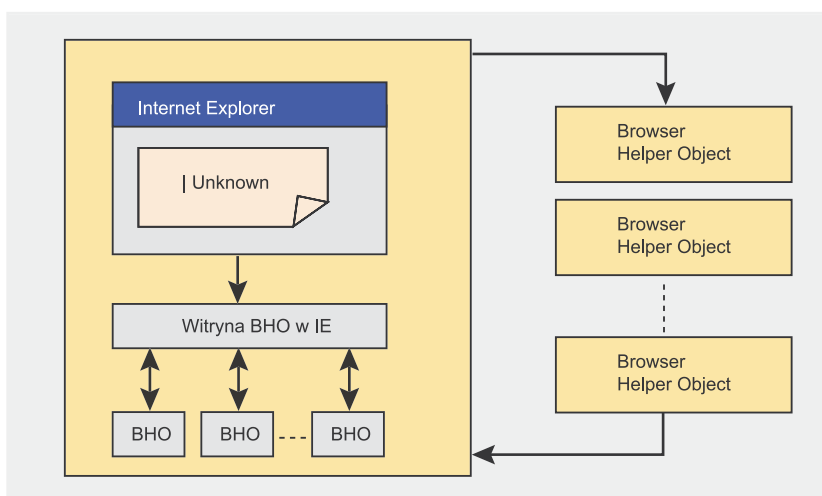 Internet Explorer
| Unknown
Witryna BHO w IE
BHO
BHO
BHO
Browser
Helper Object
Browser
Helper Object
Browser
Helper Object